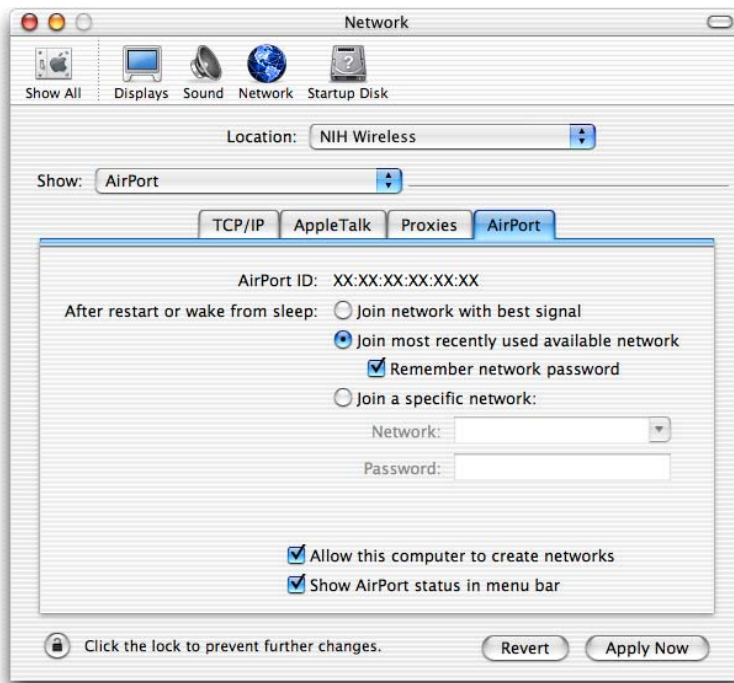 Network
Show All Displays Sound Network Startup Disk
Location: NIH Wireless
Show: AirPort
TCP/IP AppleTalk Proxies AirPort
AirPort ID: XX:XX:XX:XX:XX:XX
After restart or wake from sleep: Join network with best signal
Join most recently used available network
Remember network password
Join a specific network:
Network:
Password:
Allow this computer to create networks
Show AirPort status in menu bar
Click the lock to prevent further changes. Revert Apply Now